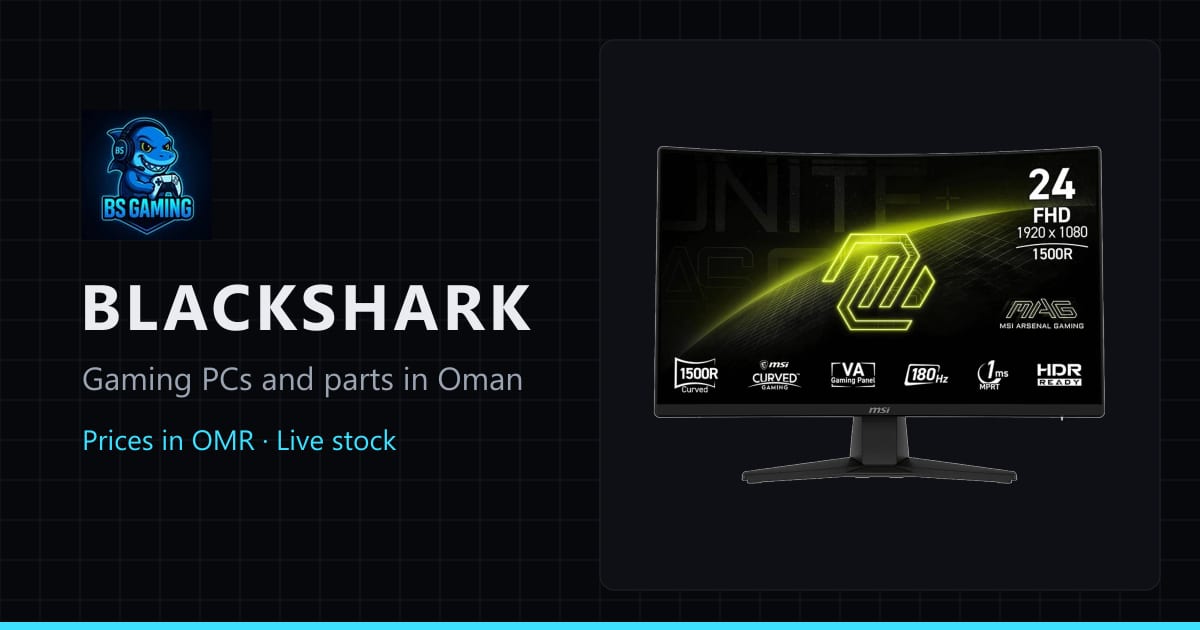 BS
BS GAMING
BLACKSHARK
Gaming PCs and parts in Oman
Prices in OMR · Live stock
UNITE+
24
FHD
1920 x 1080
1500R
MAG
MSI ARSENAL GAMING
1500R
Curved
msi
CURVED
GAMING
VA
Gaming Panel
180Hz
1ms
MPRT
HDR
READY
msi